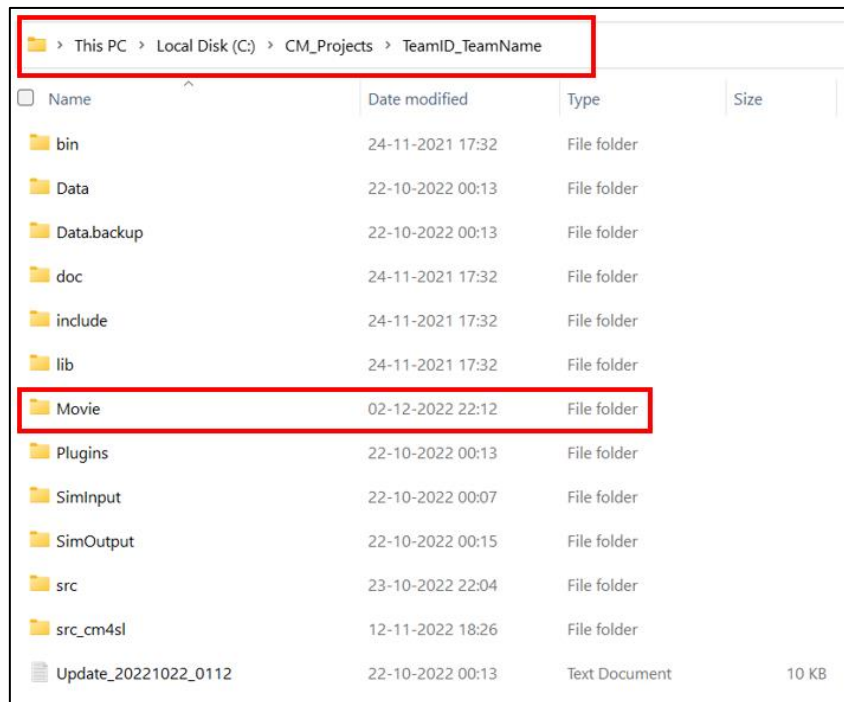 > This PC > Local Disk (C:) > CM_Projects > TeamID_TeamName
Name Date modified Type Size
bin 24-11-2021 17:32 File folder
Data 22-10-2022 00:13 File folder
Data.backup 22-10-2022 00:13 File folder
doc 24-11-2021 17:32 File folder
include 24-11-2021 17:32 File folder
lib 24-11-2021 17:32 File folder
Movie 02-12-2022 22:12 File folder
Plugins 22-10-2022 00:13 File folder
SimInput 22-10-2022 00:07 File folder
SimOutput 22-10-2022 00:15 File folder
src 23-10-2022 22:04 File folder
src_cm4sl 12-11-2022 18:26 File folder
Update_20221022_0112 22-10-2022 00:13 Text Document 10 KB